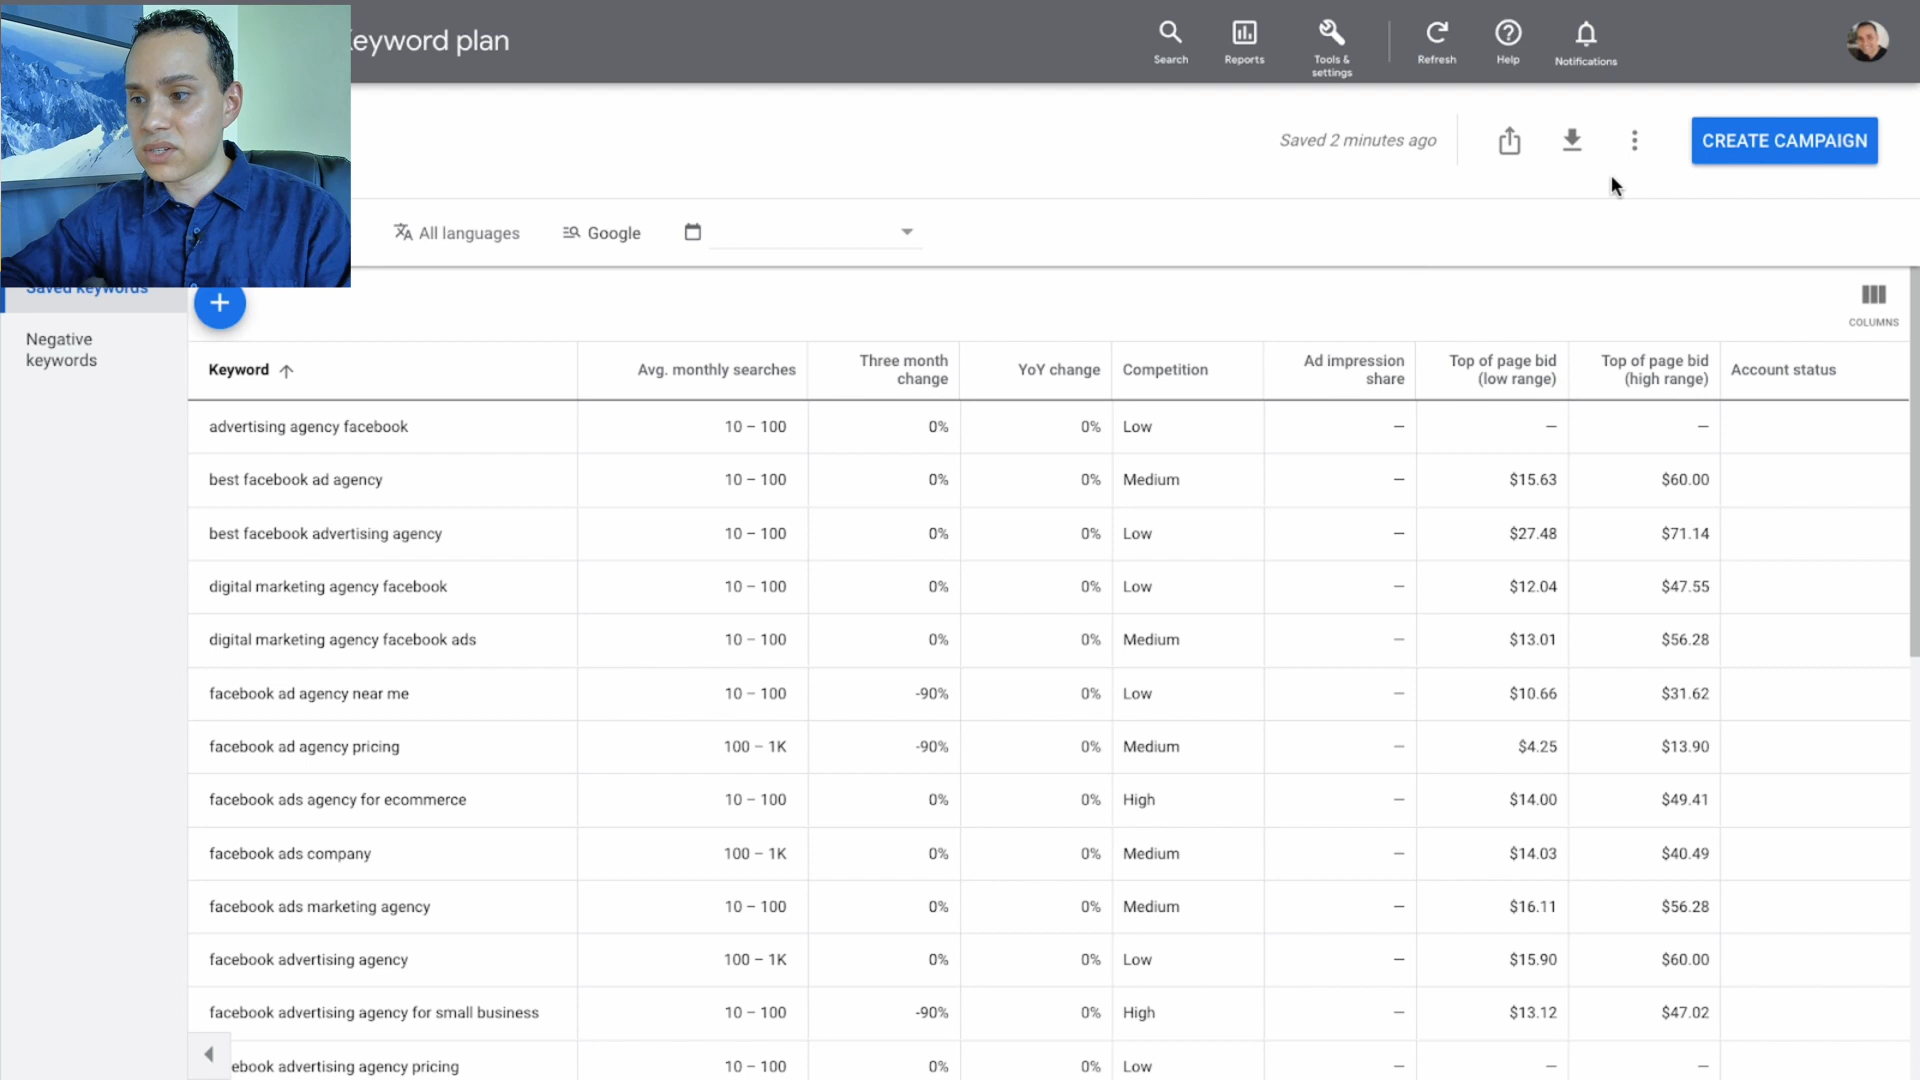 eyword plan
Search
Reports
Tools &
settings
Refresh
Help
Notifications
Saved 2 minutes ago
CREATE CAMPAIGN
All languages
Google
Saved keywords
Negative
keywords
COLUMNS
Keyword
Avg. monthly searches
Three month
change
YoY change
Competition
Ad impression
share
Top of page bid
(low range)
Top of page bid
(high range)
Account status
advertising agency facebook 10 – 100 0% 0% Low – – –
best facebook ad agency 10 – 100 0% 0% Medium – $15.63 $60.00
best facebook advertising agency 10 – 100 0% 0% Low – $27.48 $71.14
digital marketing agency facebook 10 – 100 0% 0% Low – $12.04 $47.55
digital marketing agency facebook ads 10 – 100 0% 0% Medium – $13.01 $56.28
facebook ad agency near me 10 – 100 -90% 0% Low – $10.66 $31.62
facebook ad agency pricing 100 – 1K -90% 0% Medium – $4.25 $13.90
facebook ads agency for ecommerce 10 – 100 0% 0% High – $14.00 $49.41
facebook ads company 100 – 1K 0% 0% Medium – $14.03 $40.49
facebook ads marketing agency 10 – 100 0% 0% Medium – $16.11 $56.28
facebook advertising agency 100 – 1K 0% 0% Low – $15.90 $60.00
facebook advertising agency for small business 10 – 100 -90% 0% High – $13.12 $47.02
ebook advertising agency pricing 10 – 100 0% 0% Low – – –